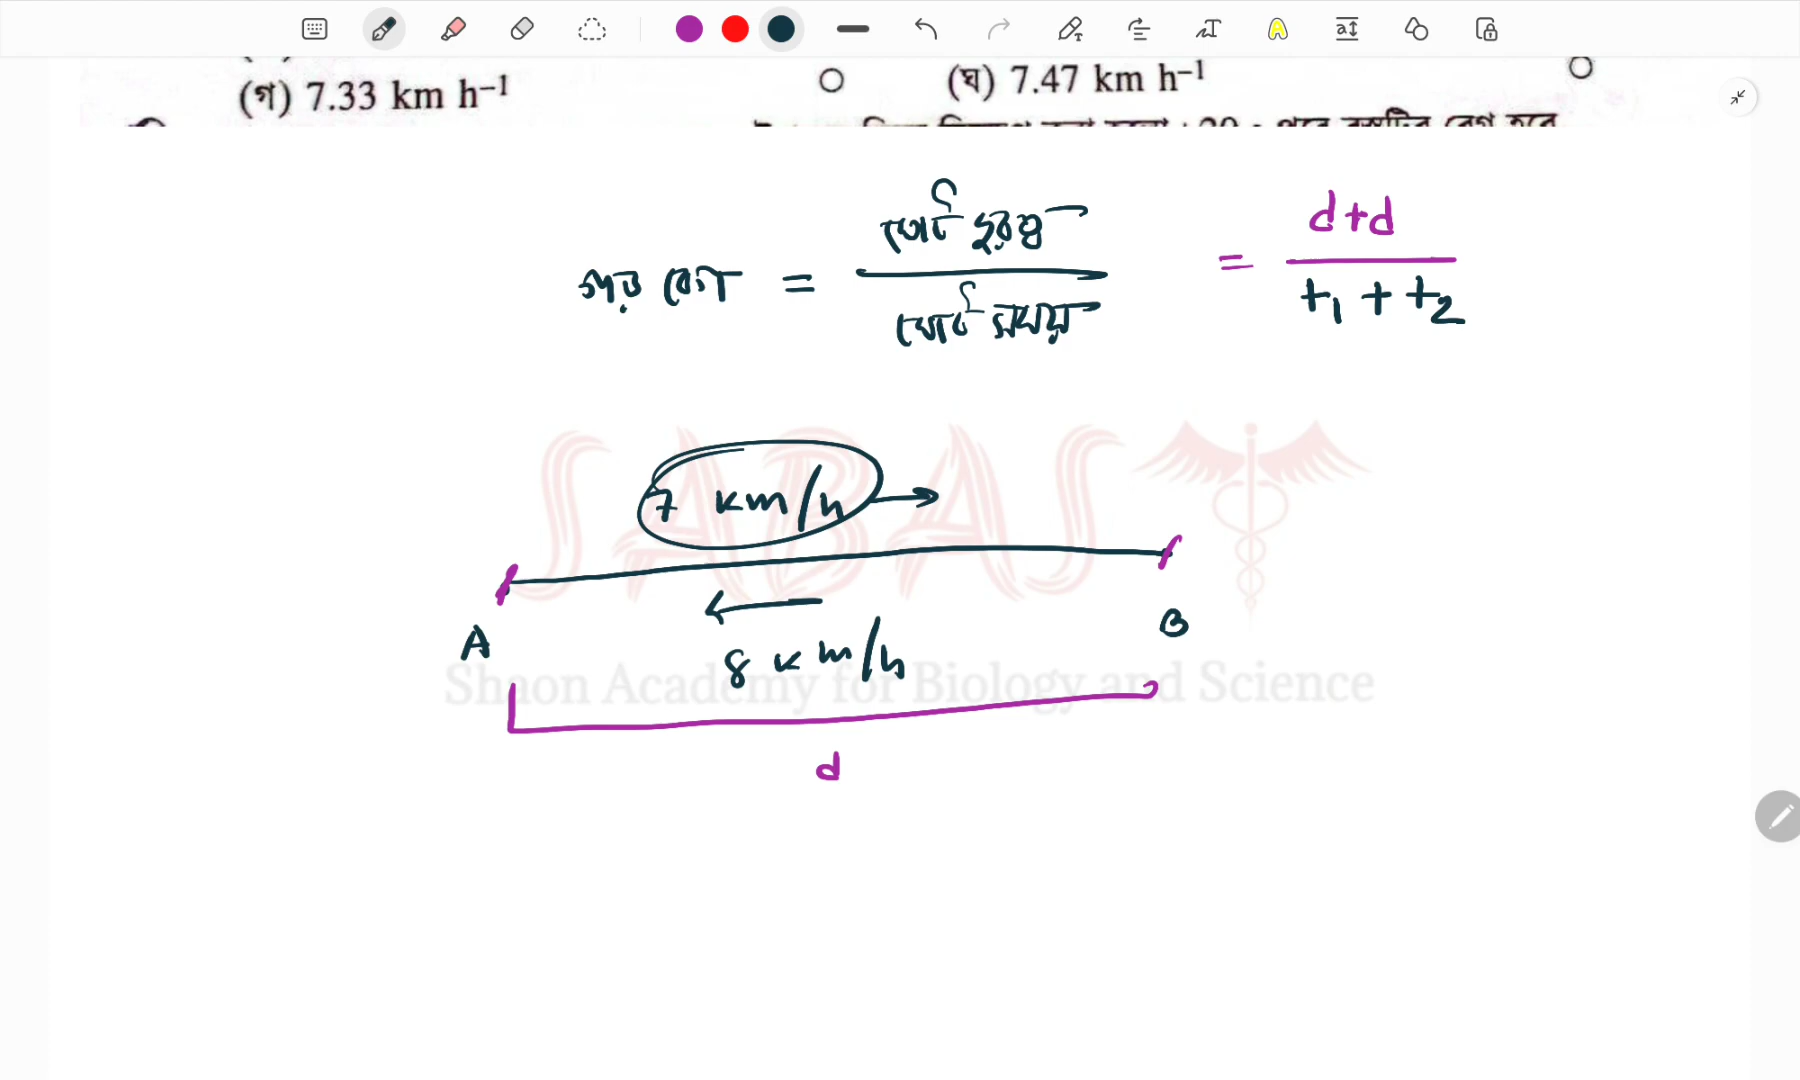 (গ) 7.33 km h⁻¹ (ঘ) 7.47 km h⁻¹
গড় বেগ = মোট দূরত্ব / মোট সময় = d+d / t₁ + t₂
7 km/h
A B
8 km/h
Shaon Academy for Biology and Science
d
SABAS